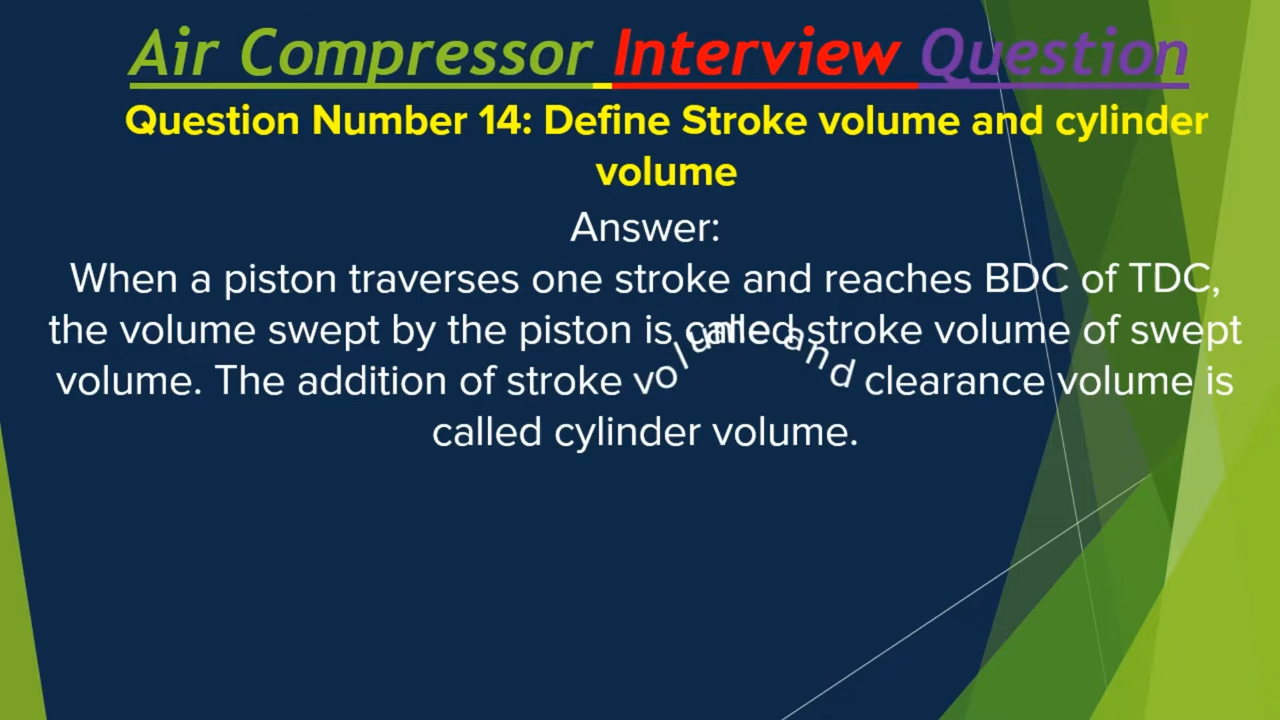 Air Compressor Interview Question
Question Number 14: Define Stroke volume and cylinder
volume
Answer:
When a piston traverses one stroke and reaches BDC of TDC,
the volume swept by the piston is called stroke volume of swept
volume. The addition of stroke volume and clearance volume is
called cylinder volume.